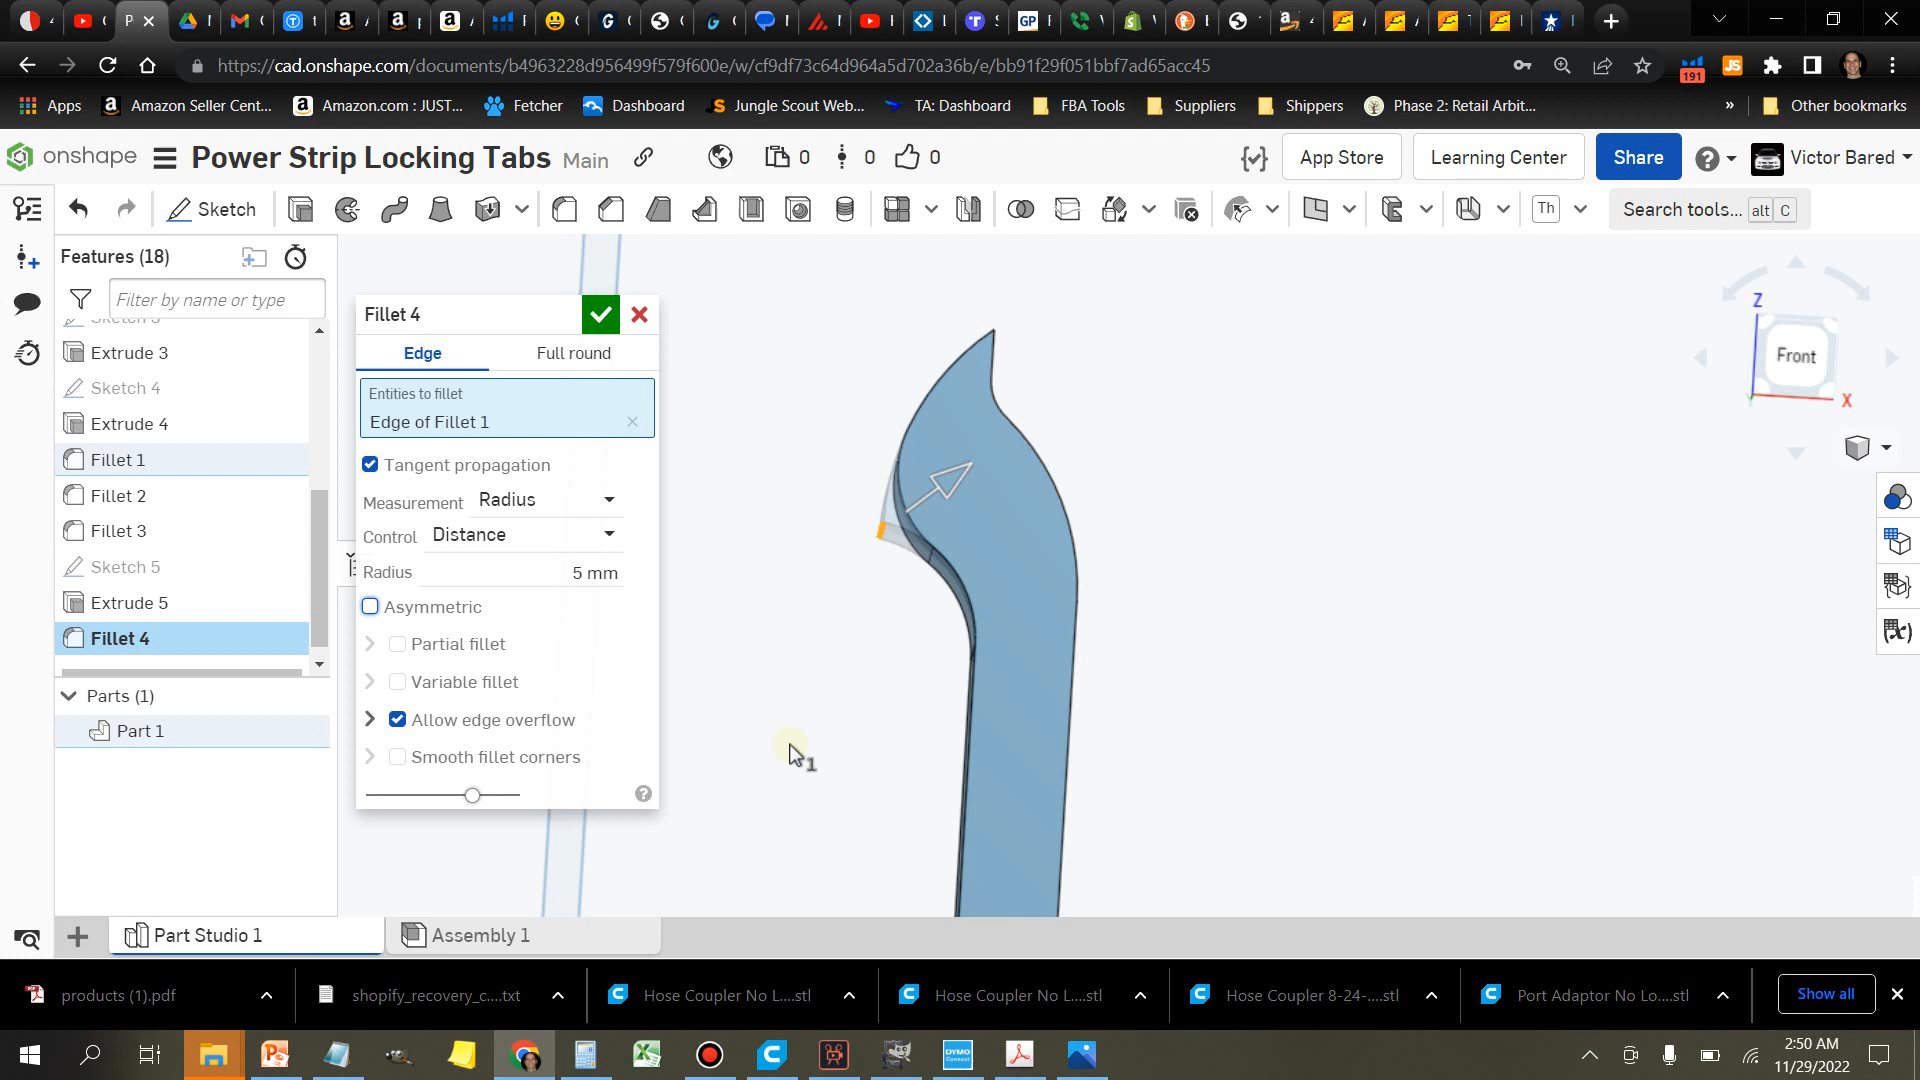 https://cad.onshape.com/documents/b4963228d956499f579f600e/w/cf9df73c64d964a5d702a36b/e/bb91f29f051bbf7ad65acc45
191
Apps
Amazon Seller Cent...
Amazon.com : JUST...
Fetcher
Dashboard
Jungle Scout Web...
TA: Dashboard
FBA Tools
Suppliers
Shippers
Phase 2: Retail Arbit...
»
Other bookmarks
onshape
Power Strip Locking Tabs
Main
0
0
0
App Store
Learning Center
Share
Victor Bared
Sketch
Th
Search tools... alt C
Features (18)
Filter by name or type
Extrude 3
Sketch 4
Extrude 4
Fillet 1
Fillet 2
Fillet 3
Sketch 5
Extrude 5
Fillet 4
Parts (1)
Part 1
Fillet 4
Edge
Full round
Entities to fillet
Edge of Fillet 1
Tangent propagation
Measurement Radius
Control Distance
Radius 5 mm
Asymmetric
Partial fillet
Variable fillet
Allow edge overflow
Smooth fillet corners
1
Z
Front
X
Part Studio 1
Assembly 1
products (1).pdf
shopify_recovery_c....txt
Hose Coupler No L....stl
Hose Coupler No L....stl
Hose Coupler 8-24-....stl
Port Adaptor No Lo....stl
Show all
DYMO
2:50 AM
11/29/2022